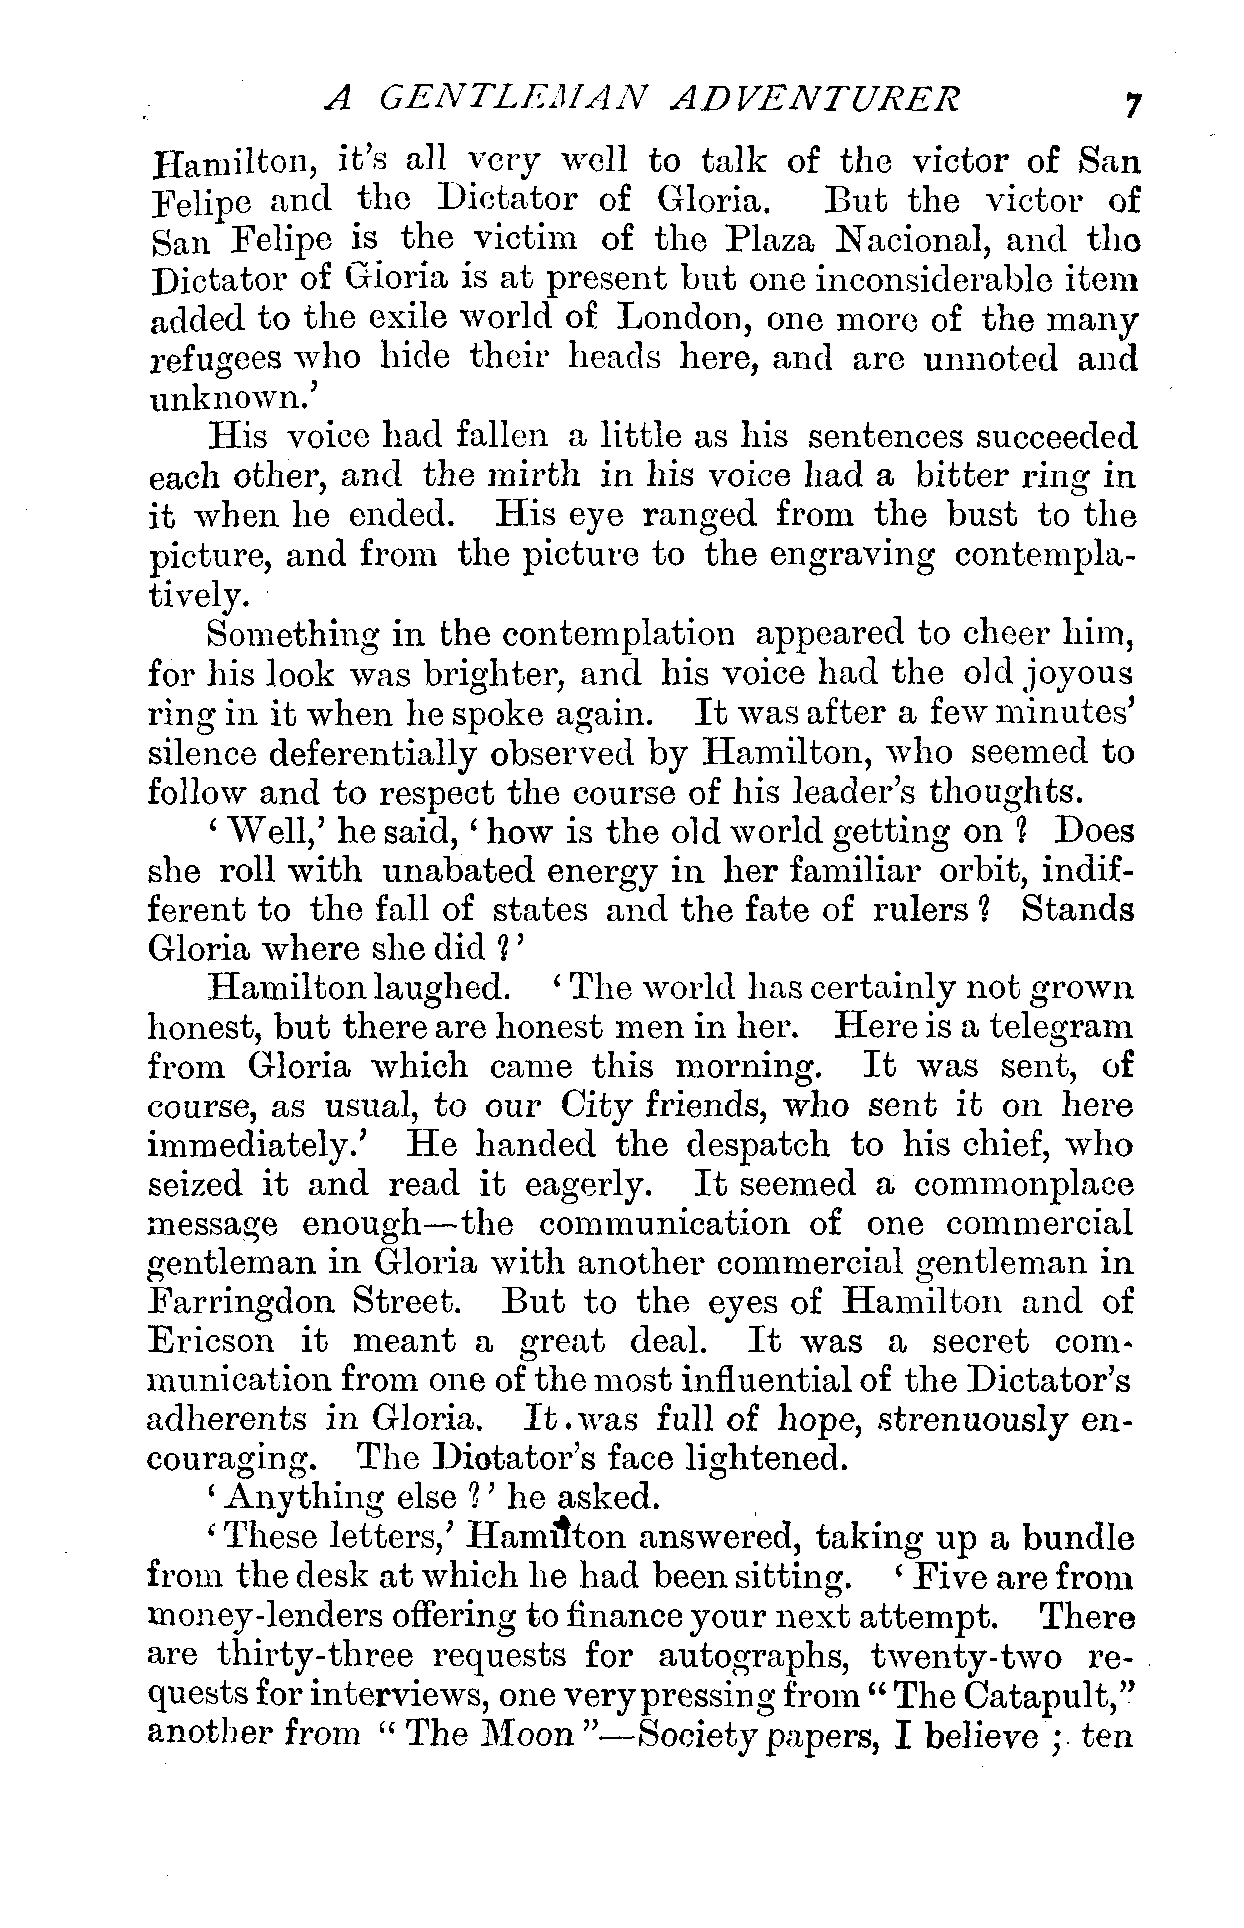 A GENTLEMAN ADVENTURER 7
Hamilton, it's all very well to talk of the victor of San
Felipe and the Dictator of Gloria. But the victor of
San Felipe is the victim of the Plaza Nacional, and the
Dictator of Gloria is at present but one inconsiderable item
added to the exile world of London, one more of the many
refugees who hide their heads here, and are unnoted and
unknown.'
His voice had fallen a little as his sentences succeeded
each other, and the mirth in his voice had a bitter ring in
it when he ended. His eye ranged from the bust to the
picture, and from the picture to the engraving contempla-
tively.
Something in the contemplation appeared to cheer him,
for his look was brighter, and his voice had the old joyous
ring in it when he spoke again. It was after a few minutes'
silence deferentially observed by Hamilton, who seemed to
follow and to respect the course of his leader's thoughts.
'Well,' he said, 'how is the old world getting on? Does
she roll with unabated energy in her familiar orbit, indif-
ferent to the fall of states and the fate of rulers? Stands
Gloria where she did?'
Hamilton laughed. 'The world has certainly not grown
honest, but there are honest men in her. Here is a telegram
from Gloria which came this morning. It was sent, of
course, as usual, to our City friends, who sent it on here
immediately.' He handed the despatch to his chief, who
seized it and read it eagerly. It seemed a commonplace
message enough—the communication of one commercial
gentleman in Gloria with another commercial gentleman in
Farringdon Street. But to the eyes of Hamilton and of
Ericson it meant a great deal. It was a secret com-
munication from one of the most influential of the Dictator's
adherents in Gloria. It was full of hope, strenuously en-
couraging. The Dictator's face lightened.
'Anything else?' he asked.
'These letters,' Hamilton answered, taking up a bundle
from the desk at which he had been sitting. 'Five are from
money-lenders offering to finance your next attempt. There
are thirty-three requests for autographs, twenty-two re-
quests for interviews, one very pressing from "The Catapult,"
another from "The Moon"—Society papers, I believe; ten